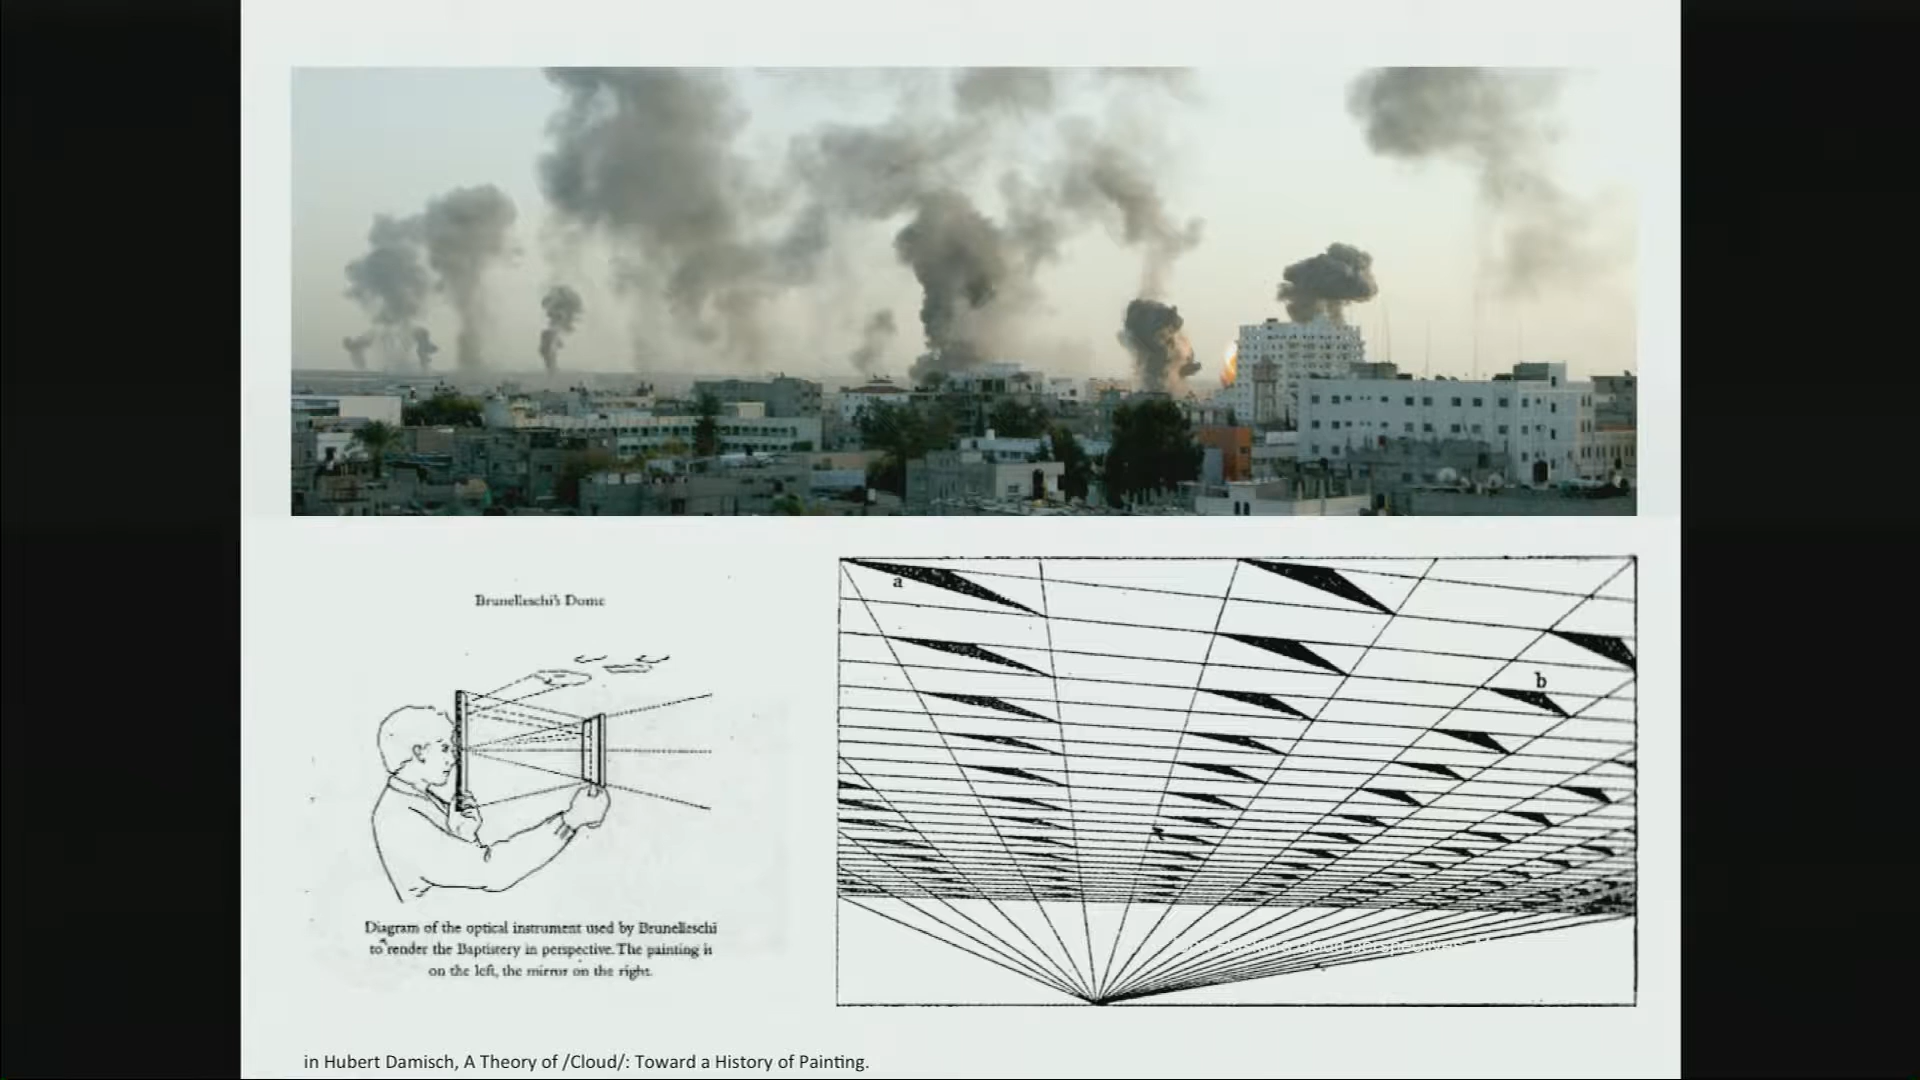 Brunelleschi's Dome
a
b
Diagram of the optical instrument used by Brunelleschi
to render the Baptistery in perspective. The painting is
on the left, the mirror on the right.
in Hubert Damisch, A Theory of /Cloud/: Toward a History of Painting.